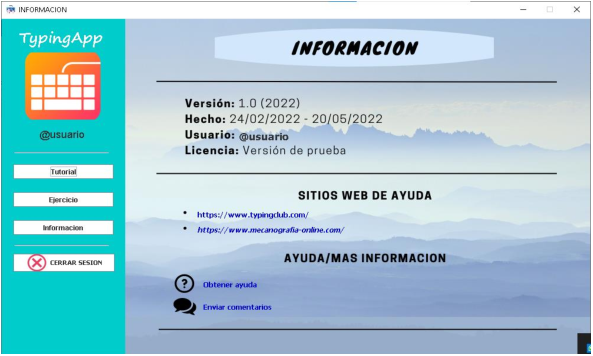 INFORMACION
TypingApp
@usuario
Tutorial
Ejercicio
Informacion
CERRAR SESION
INFORMACION
Versión: 1.0 (2022)
Hecho: 24/02/2022 - 20/05/2022
Usuario: @usuario
Licencia: Versión de prueba
SITIOS WEB DE AYUDA
https://www.typingclub.com/
https://www.mecanografia-online.com/
AYUDA/MAS INFORMACION
Obtener ayuda
Enviar comentarios